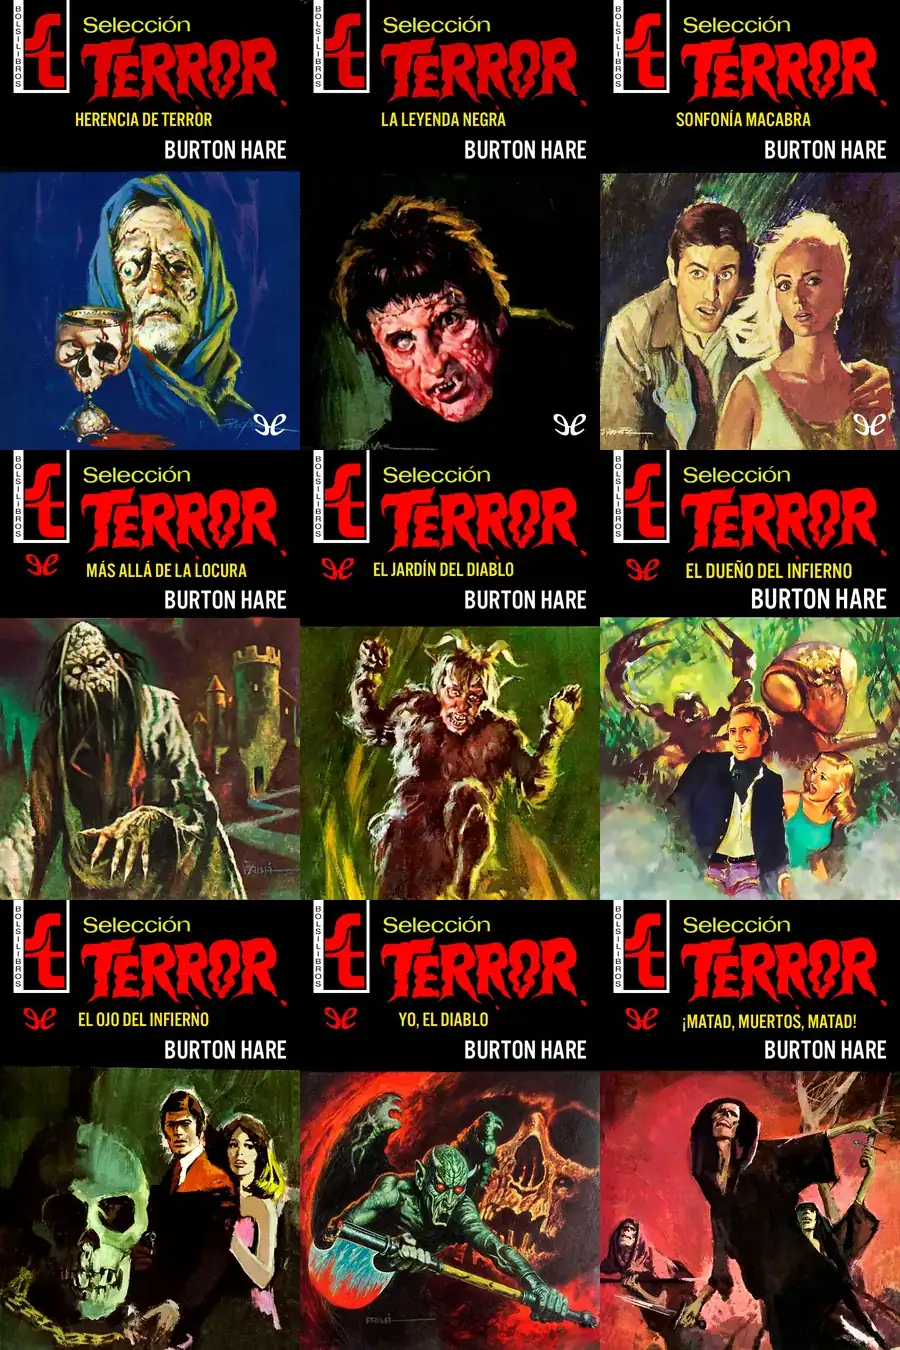 BOLSILIBROS
Selección
TERROR
HERENCIA DE TERROR
BURTON HARE
BOLSILIBROS
Selección
TERROR
LA LEYENDA NEGRA
BURTON HARE
BOLSILIBROS
Selección
TERROR
SONFONÍA MACABRA
BURTON HARE
BOLSILIBROS
Selección
TERROR
MÁS ALLÁ DE LA LOCURA
BURTON HARE
BOLSILIBROS
Selección
TERROR
EL JARDÍN DEL DIABLO
BURTON HARE
BOLSILIBROS
Selección
TERROR
EL DUEÑO DEL INFIERNO
BURTON HARE
BOLSILIBROS
Selección
TERROR
EL OJO DEL INFIERNO
BURTON HARE
BOLSILIBROS
Selección
TERROR
YO, EL DIABLO
BURTON HARE
BOLSILIBROS
Selección
TERROR
¡MATAD, MUERTOS, MATAD!
BURTON HARE